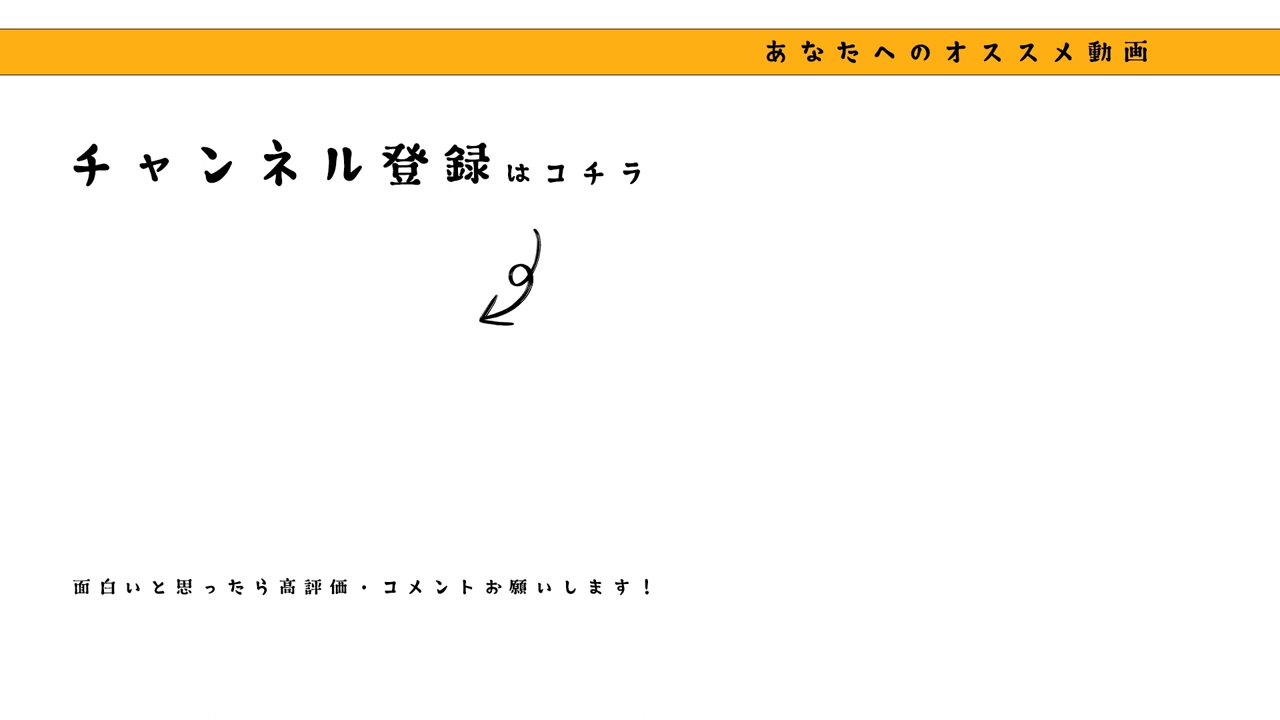 あなたへのオススメ動画
チャンネル登録はコチラ
面白いと思ったら高評価・コメントお願いします！